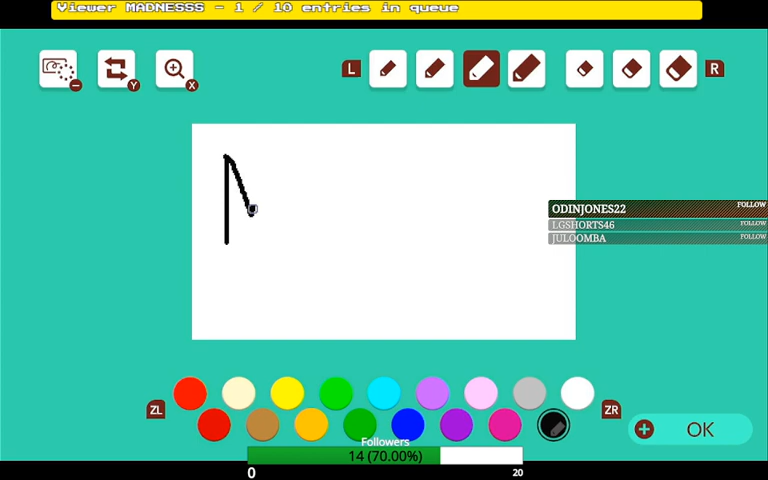 Viewer MADNESSS - 1 / 10 entries in queue
L
R
- Y X
ODINJONES22 FOLLOW
LGSHORTS46 FOLLOW
JULOOMBA FOLLOW
ZL
ZR
+ OK
Followers
14 (70.00%)
0
20